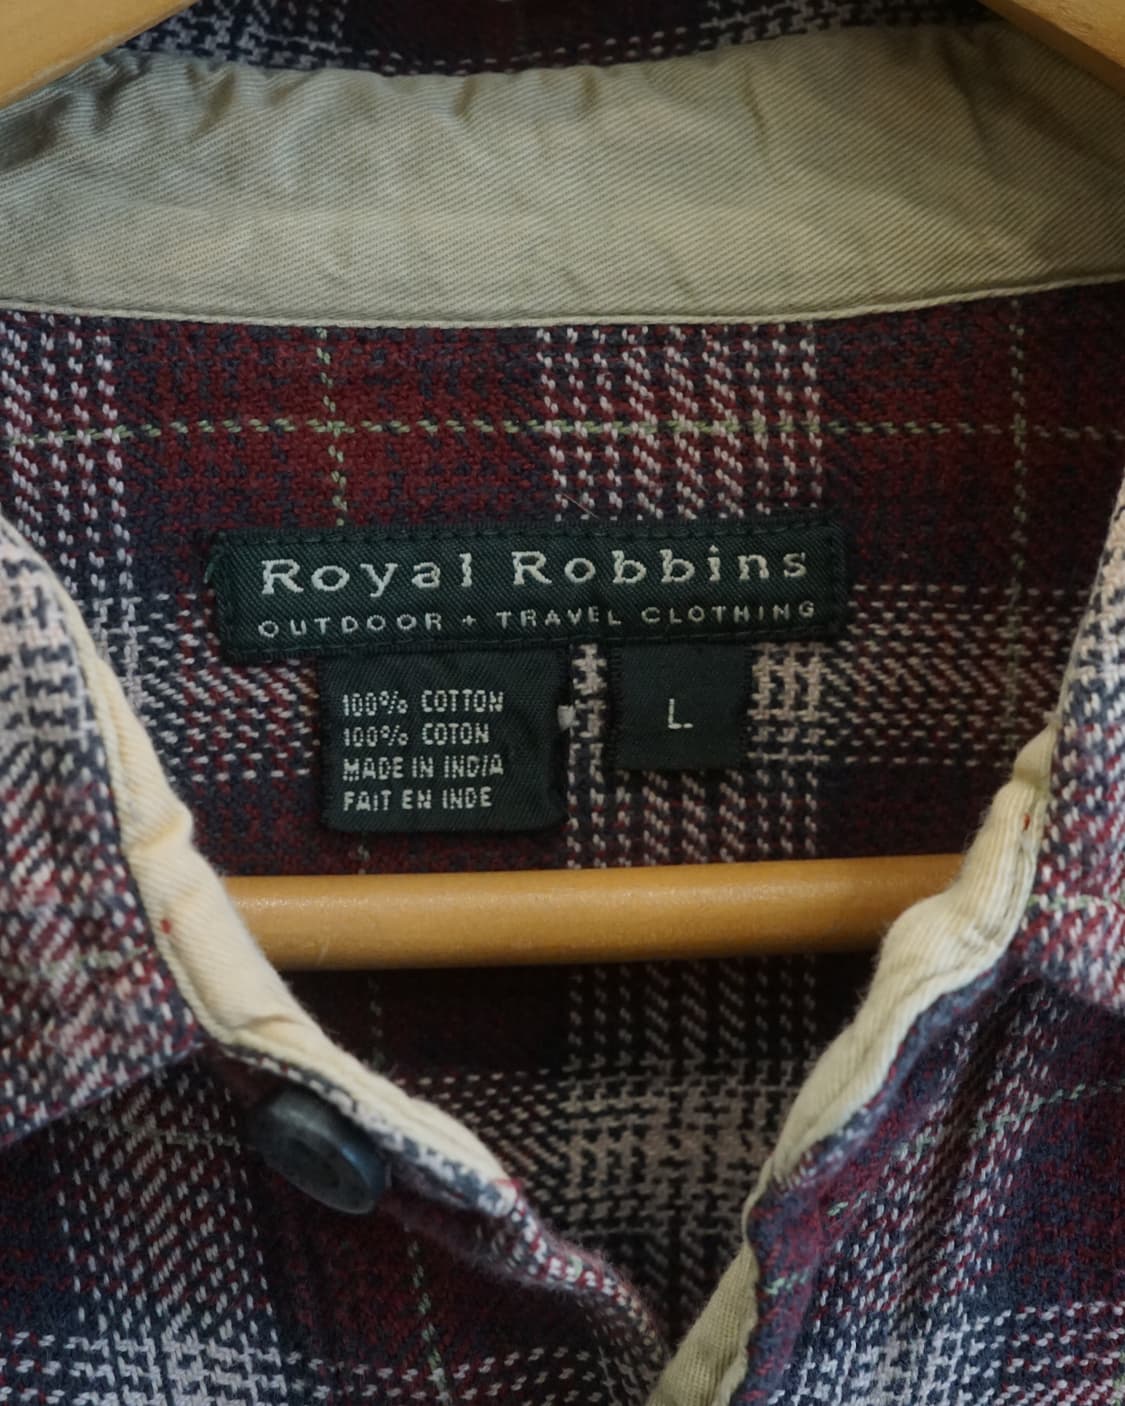 Royal Robbins
OUTDOOR + TRAVEL CLOTHING
100% COTTON
100% COTON
MADE IN INDIA
FAIT EN INDE
L